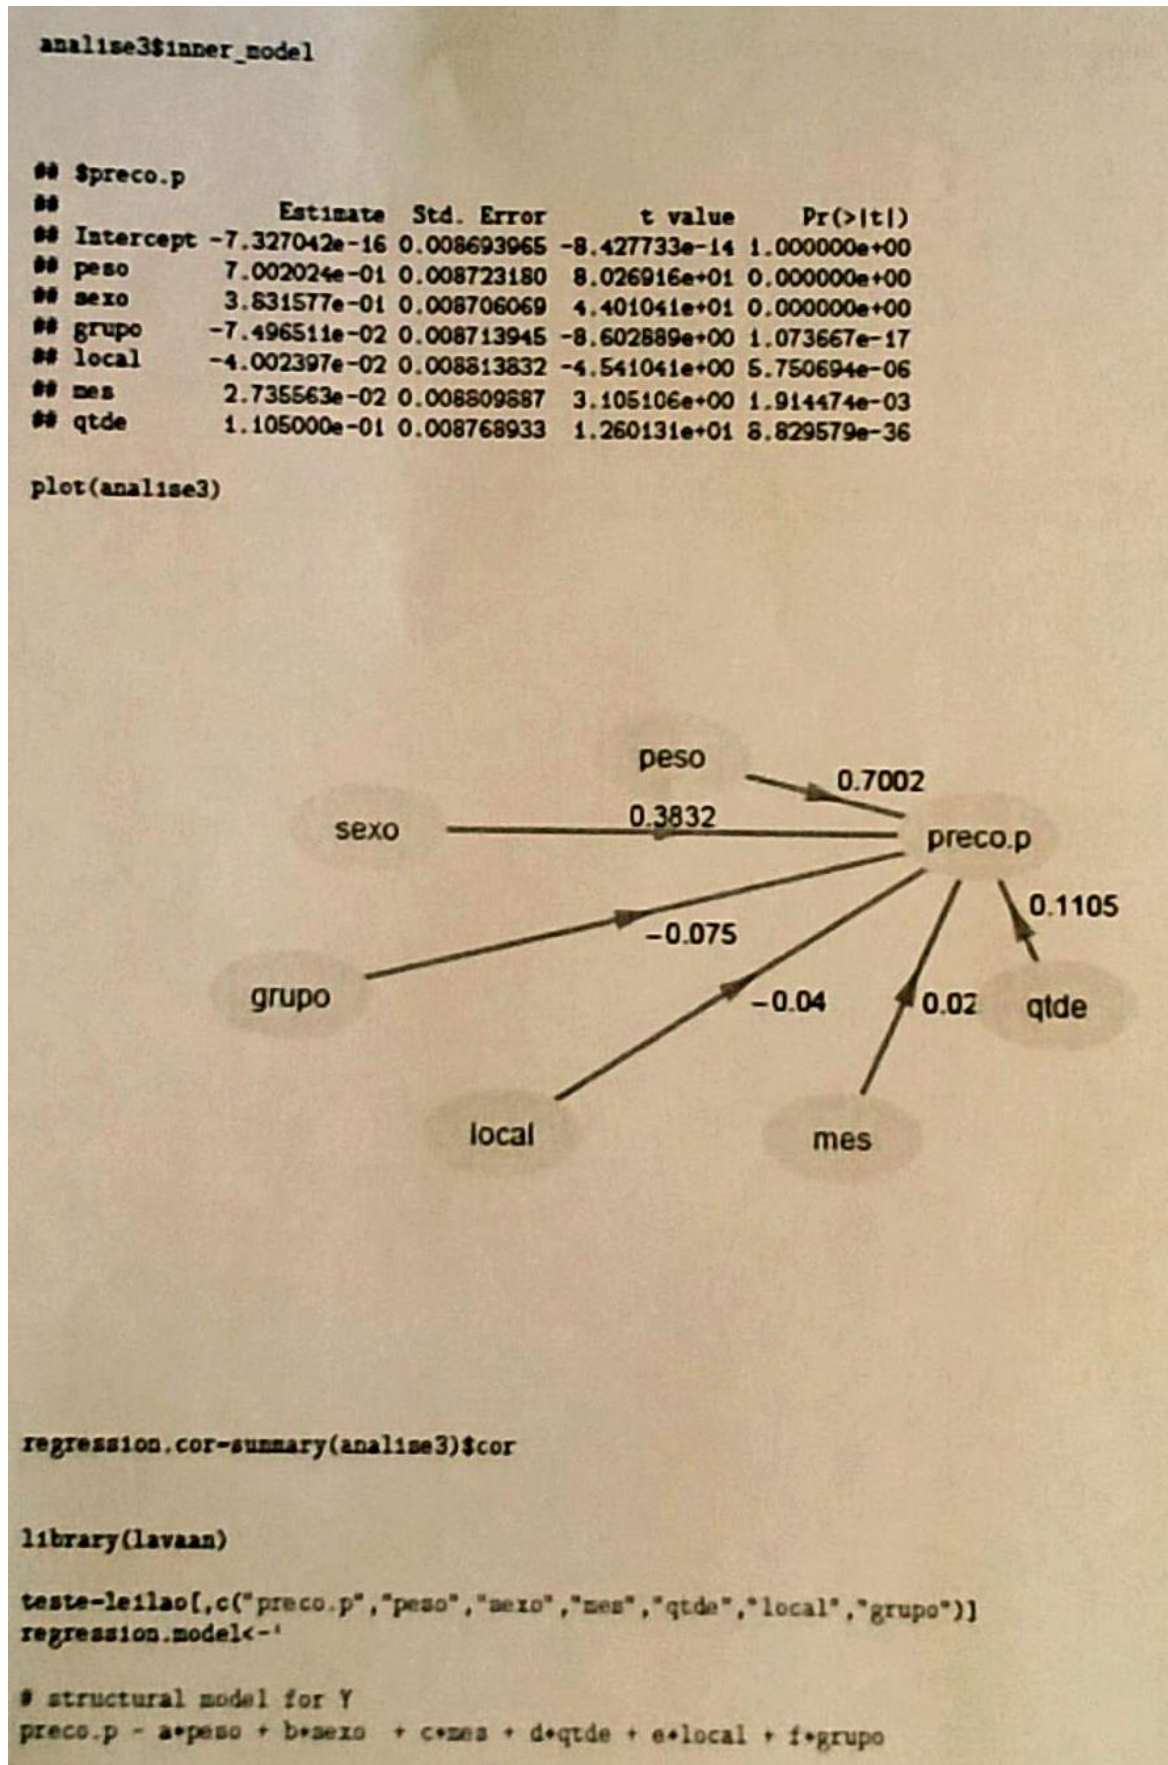 analise3$inner_model
## $preco.p
##
Estimate Std. Error t value Pr(>|t|)
## Intercept -7.327042e-16 0.008693965 -8.427733e-14 1.000000e+00
## peso 7.002024e-01 0.008723180 8.026916e+01 0.000000e+00
## sexo 3.831577e-01 0.008706069 4.401041e+01 0.000000e+00
## grupo -7.496511e-02 0.008713945 -8.602889e+00 1.073667e-17
## local -4.002397e-02 0.008813832 -4.541041e+00 5.750694e-06
## mes 2.735563e-02 0.008809887 3.105106e+00 1.914474e-03
## qtde 1.105000e-01 0.008768933 1.260131e+01 8.829579e-36
plot(analise3)
peso
0.7002
sexo
0.3832
preco.p
0.1105
-0.075
grupo
-0.04
0.02
qtde
local
mes
regression.cor=summary(analise3)$cor
library(lavaan)
teste=leilao[,c("preco.p","peso","sexo","mes","qtde","local","grupo")]
regression.model<-'
# structural model for Y
preco.p ~ a*peso + b*sexo + c*mes + d*qtde + e*local + f*grupo